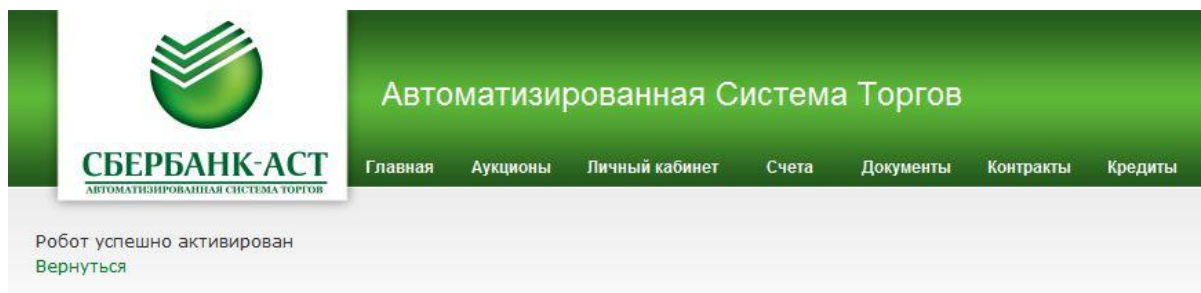 Автоматизированная Система Торгов
СБЕРБАНК-АСТ
АВТОМАТИЗИРОВАННАЯ СИСТЕМА ТОРГОВ
Главная Аукционы Личный кабинет Счета Документы Контракты Кредиты
Робот успешно активирован
Вернуться